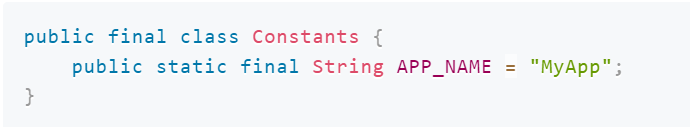 public final class Constants {
    public static final String APP_NAME = "MyApp";
}